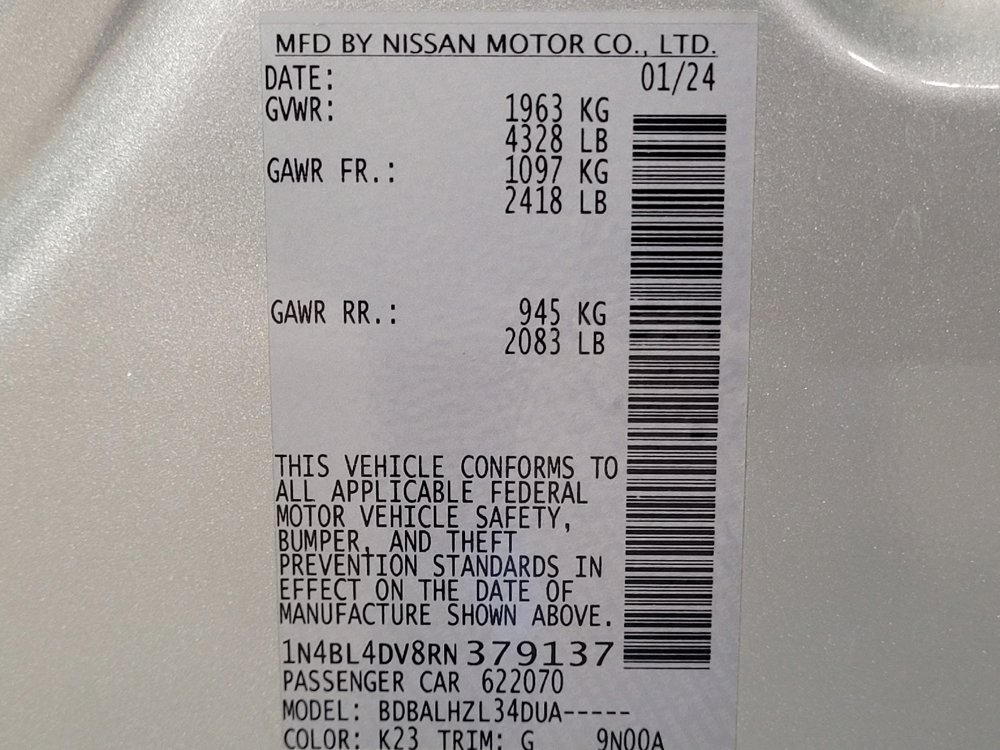 MFD BY NISSAN MOTOR CO., LTD.
DATE: 01/24
GVWR: 1963 KG
4328 LB
GAWR FR.: 1097 KG
2418 LB
GAWR RR.: 945 KG
2083 LB
THIS VEHICLE CONFORMS TO
ALL APPLICABLE FEDERAL
MOTOR VEHICLE SAFETY,
BUMPER, AND THEFT
PREVENTION STANDARDS IN
EFFECT ON THE DATE OF
MANUFACTURE SHOWN ABOVE.
1N4BL4DV8RN379137
PASSENGER CAR 622070
MODEL: BDBALHZL34DUA-----
COLOR: K23 TRIM: G 9N00A